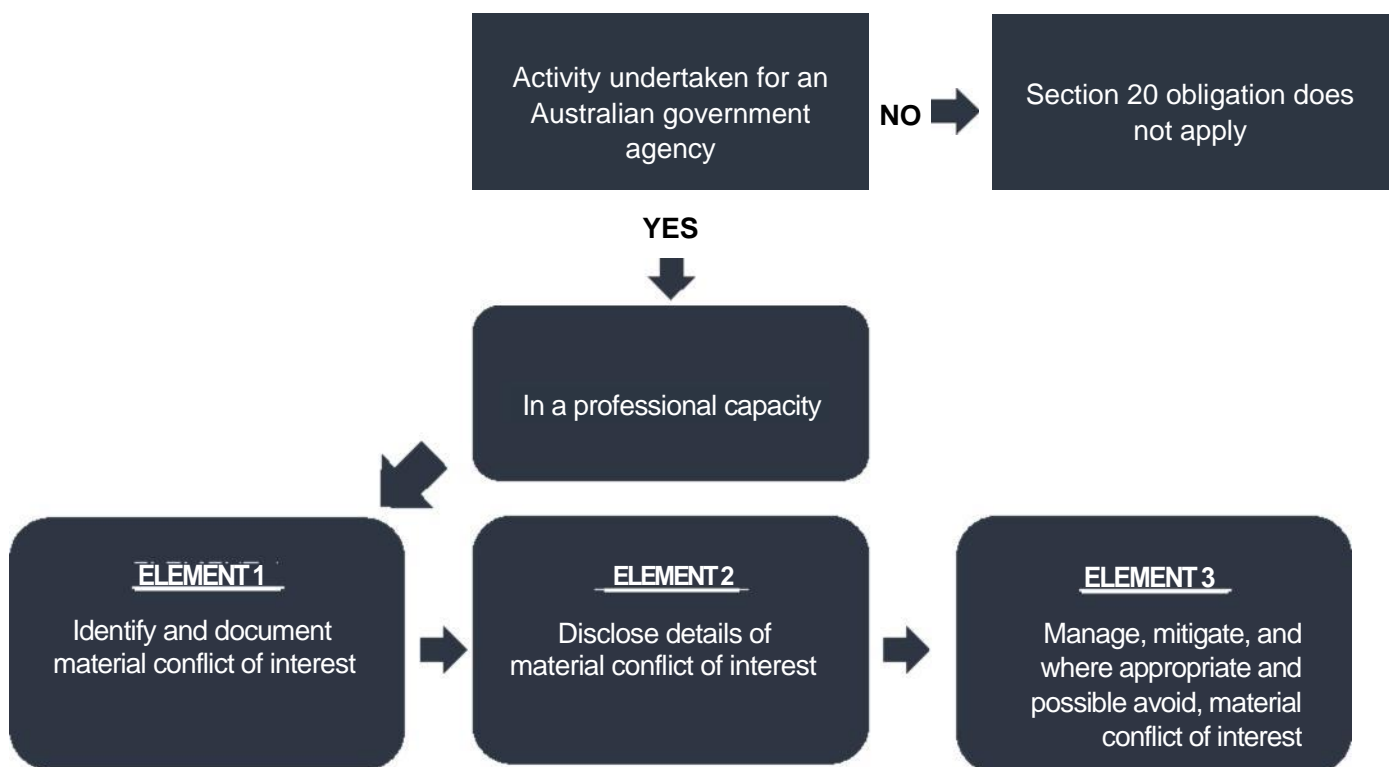 Activity undertaken for an
Australian government
agency
NO
Section 20 obligation does
not apply
YES
In a professional capacity
ELEMENT 1
Identify and document
material conflict of interest
ELEMENT 2
Disclose details of
material conflict of interest
ELEMENT 3
Manage, mitigate, and
where appropriate and
possible avoid, material
conflict of interest